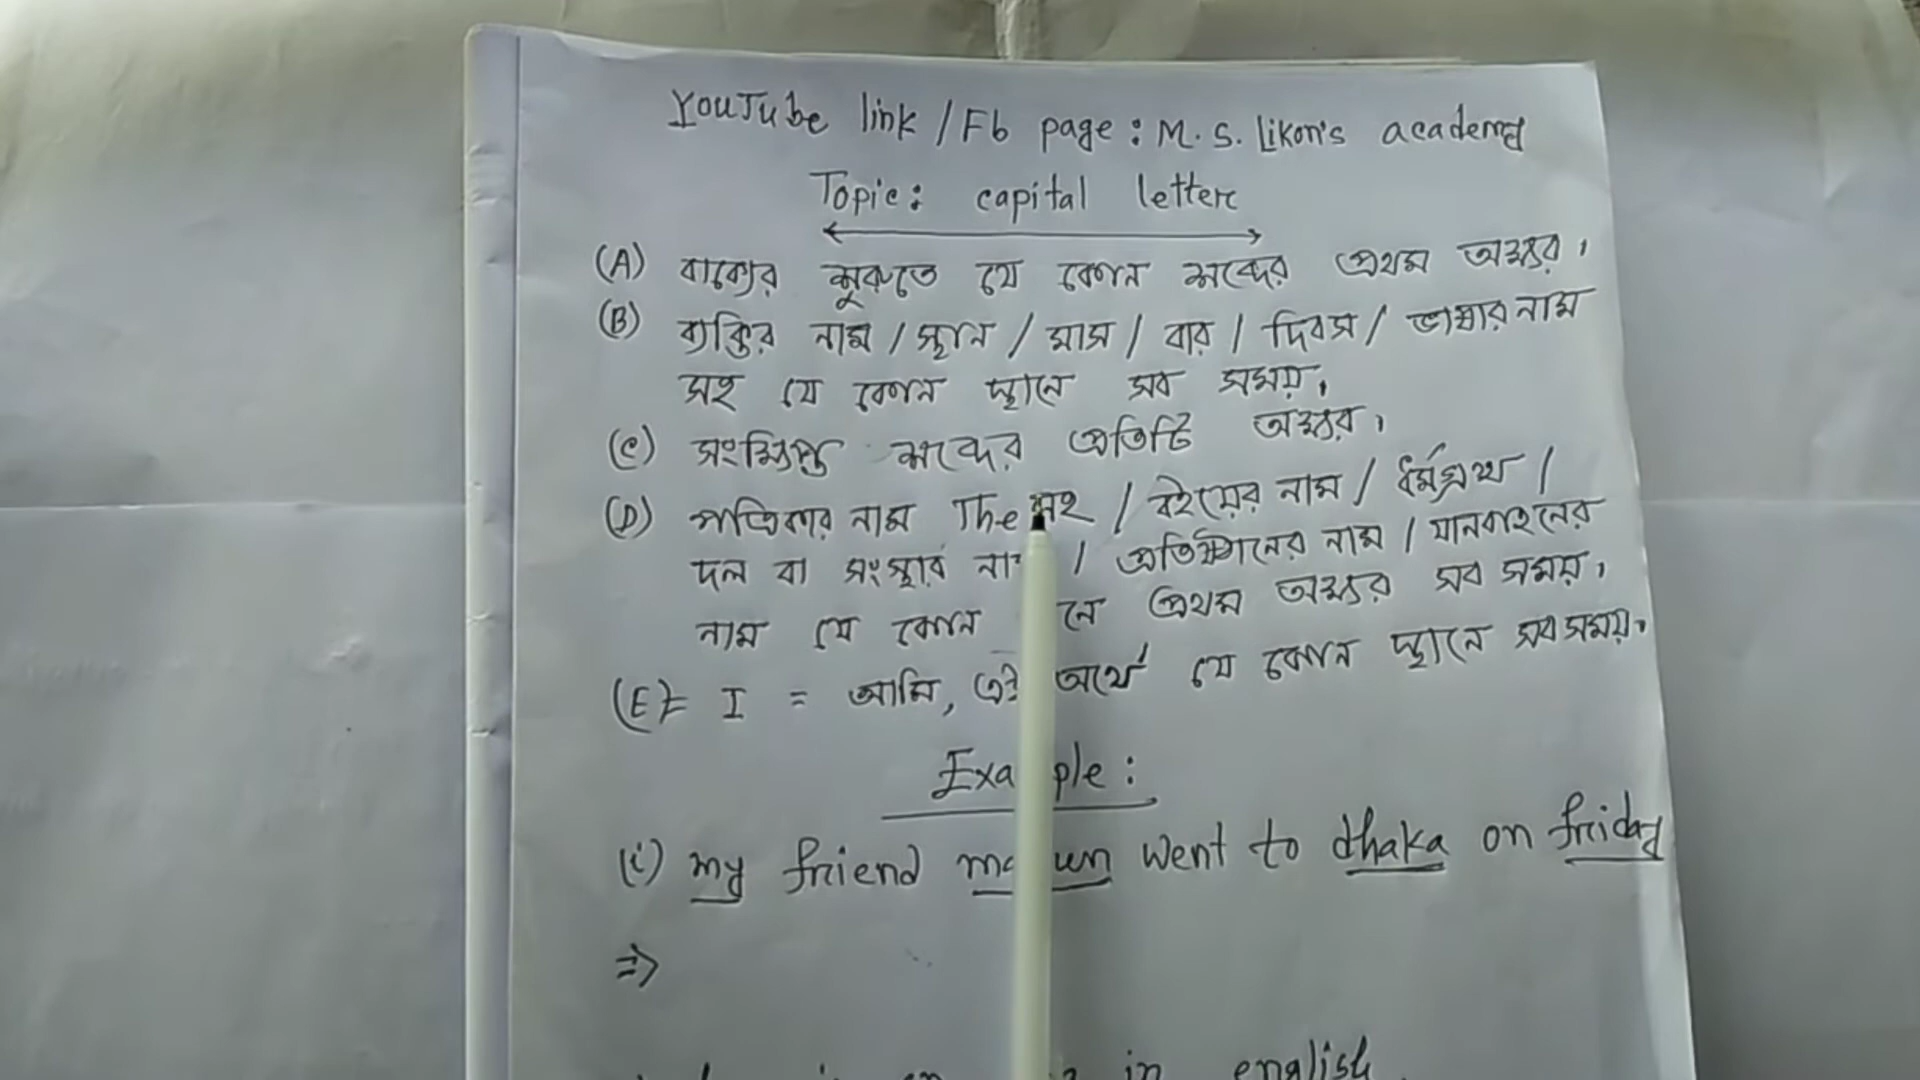 YouTube link / Fb page : M. S. Likon's academy
Topic : capital letter
(A) বাক্যের শুরুতে যে কোন শব্দের প্রথম অক্ষর।
(B) ব্যক্তির নাম / স্থান / মাস / বার / দিবস / ভাষার নাম
সহ যে কোন স্থানে সব সময়।
(C) সংক্ষিপ্ত শব্দের প্রতিটি অক্ষর।
(D) পত্রিকার নাম The সহ / বইয়ের নাম / ধর্মগ্রন্থ /
দল বা সংস্থার / প্রতিষ্ঠানের নাম / যানবাহনের
নাম যে কোন প্রথম অক্ষর সব সময়।
(E) I = আমি, এই অর্থে যে কোন স্থানে সব সময়।
Example :
(i) my friend went to dhaka on friday
⇒
in english.